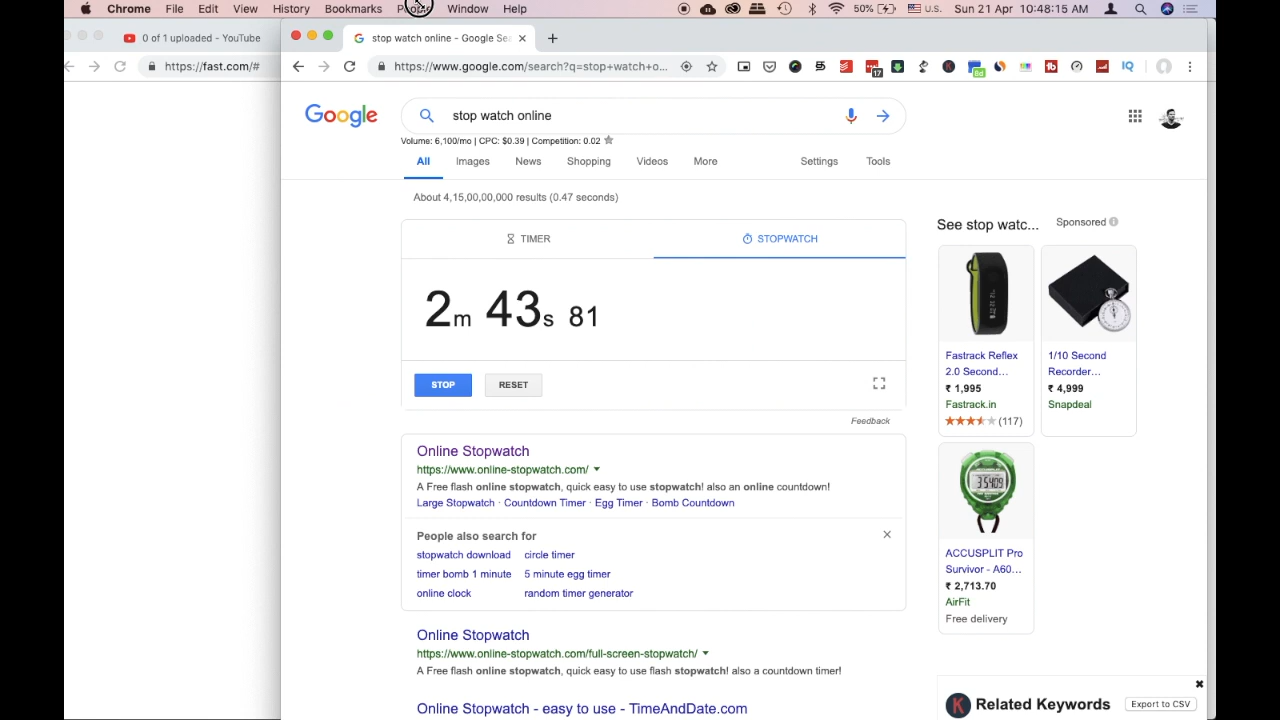 Chrome File Edit View History Bookmarks Window Help 50% U.S. Sun 21 Apr 10:48:15 AM
0 of 1 uploaded - YouTube
stop watch online - Google Sea
https://fast.com/#
https://www.google.com/search?q=stop+watch+o...
17
8d
IQ
Google
stop watch online
Volume: 6,100/mo | CPC: $0.39 | Competition: 0.02
All Images News Shopping Videos More Settings Tools
About 4,15,00,00,000 results (0.47 seconds)
TIMER
STOPWATCH
2m 43s 81
STOP
RESET
Feedback
Online Stopwatch
https://www.online-stopwatch.com/
A Free flash online stopwatch, quick easy to use stopwatch! also an online countdown!
Large Stopwatch · Countdown Timer · Egg Timer · Bomb Countdown
People also search for
stopwatch download circle timer
timer bomb 1 minute 5 minute egg timer
online clock random timer generator
Online Stopwatch
https://www.online-stopwatch.com/full-screen-stopwatch/
A Free flash online stopwatch, quick easy to use flash stopwatch! also a countdown timer!
Online Stopwatch - easy to use - TimeAndDate.com
See stop watc... Sponsored
Fastrack Reflex
2.0 Second...
₹ 1,995
Fastrack.in
(117)
1/10 Second
Recorder...
₹ 4,999
Snapdeal
ACCUSPLIT Pro
Survivor - A60...
₹ 2,713.70
AirFit
Free delivery
K Related Keywords Export to CSV